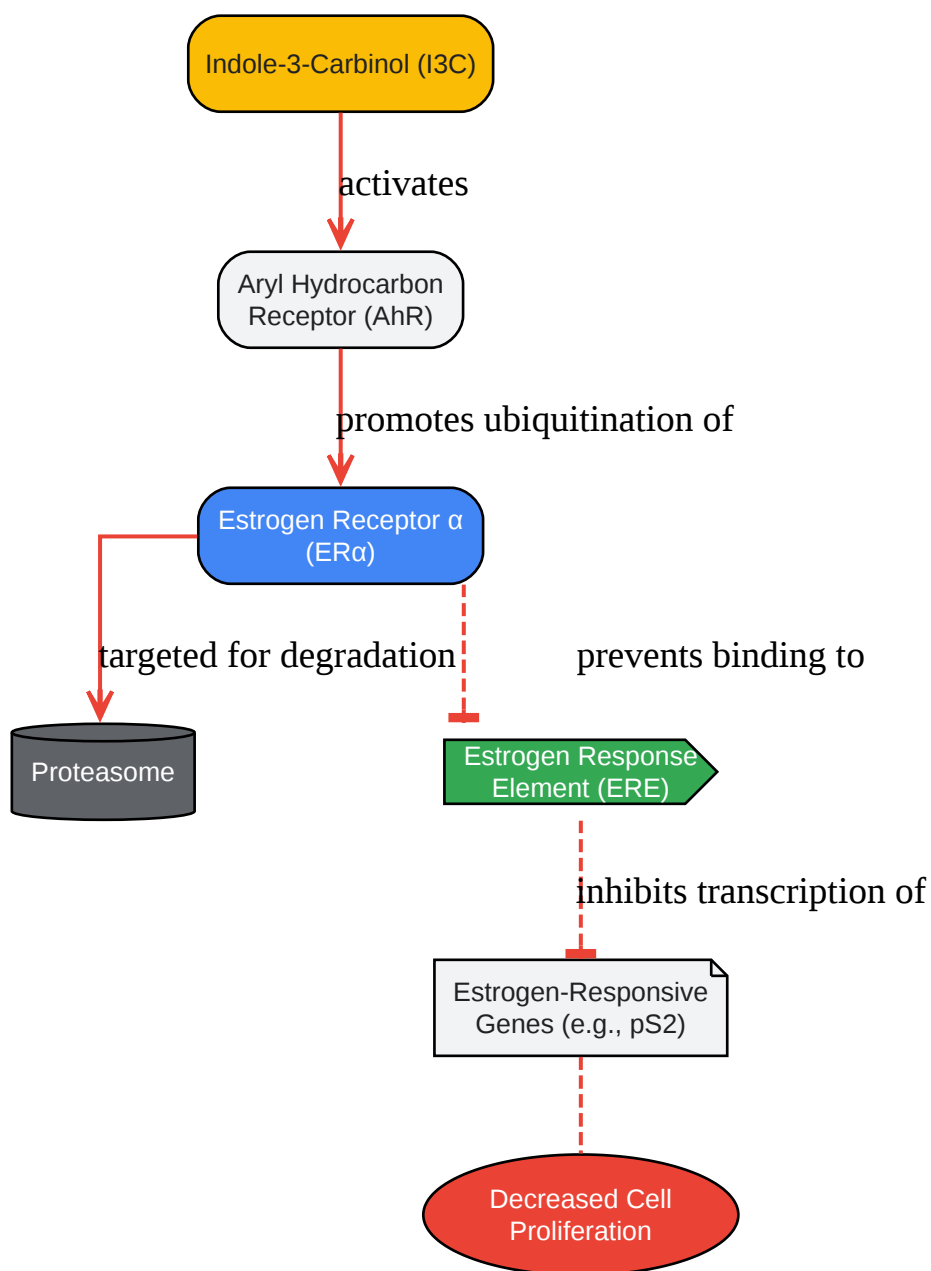 Indole-3-Carbinol (I3C)
activates
Aryl Hydrocarbon
Receptor (AhR)
promotes ubiquitination of
Estrogen Receptor α
(ERα)
targeted for degradation
prevents binding to
Proteasome
Estrogen Response
Element (ERE)
inhibits transcription of
Estrogen-Responsive
Genes (e.g., pS2)
Decreased Cell
Proliferation